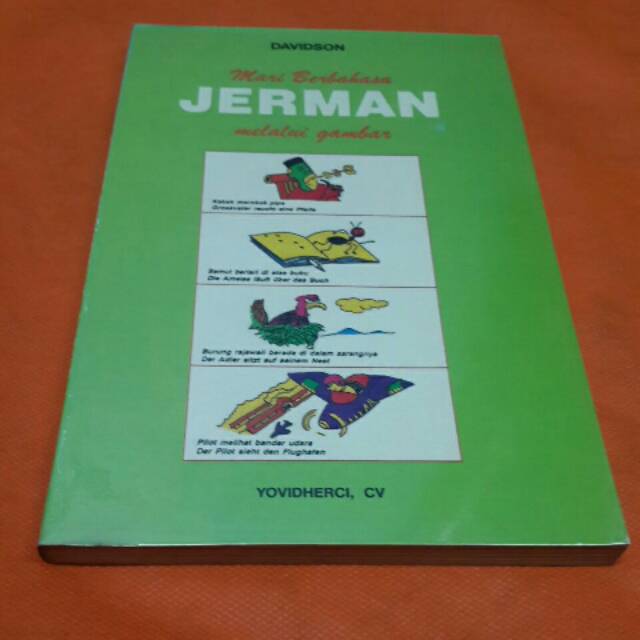 DAVIDSON
Mari Berbahasa
JERMAN
melalui gambar
Kakek merokok pipa
Grossvater raucht eine Pfeife
Semut berlari di atas buku
Die Ameise läuft über das Buch
Burung rajawali berada di dalam sarangnya
Der Adler sitzt auf seinem Nest
Pilot melihat bandar udara
Der Pilot sieht den Flughafen
YOVIDHERCI, CV